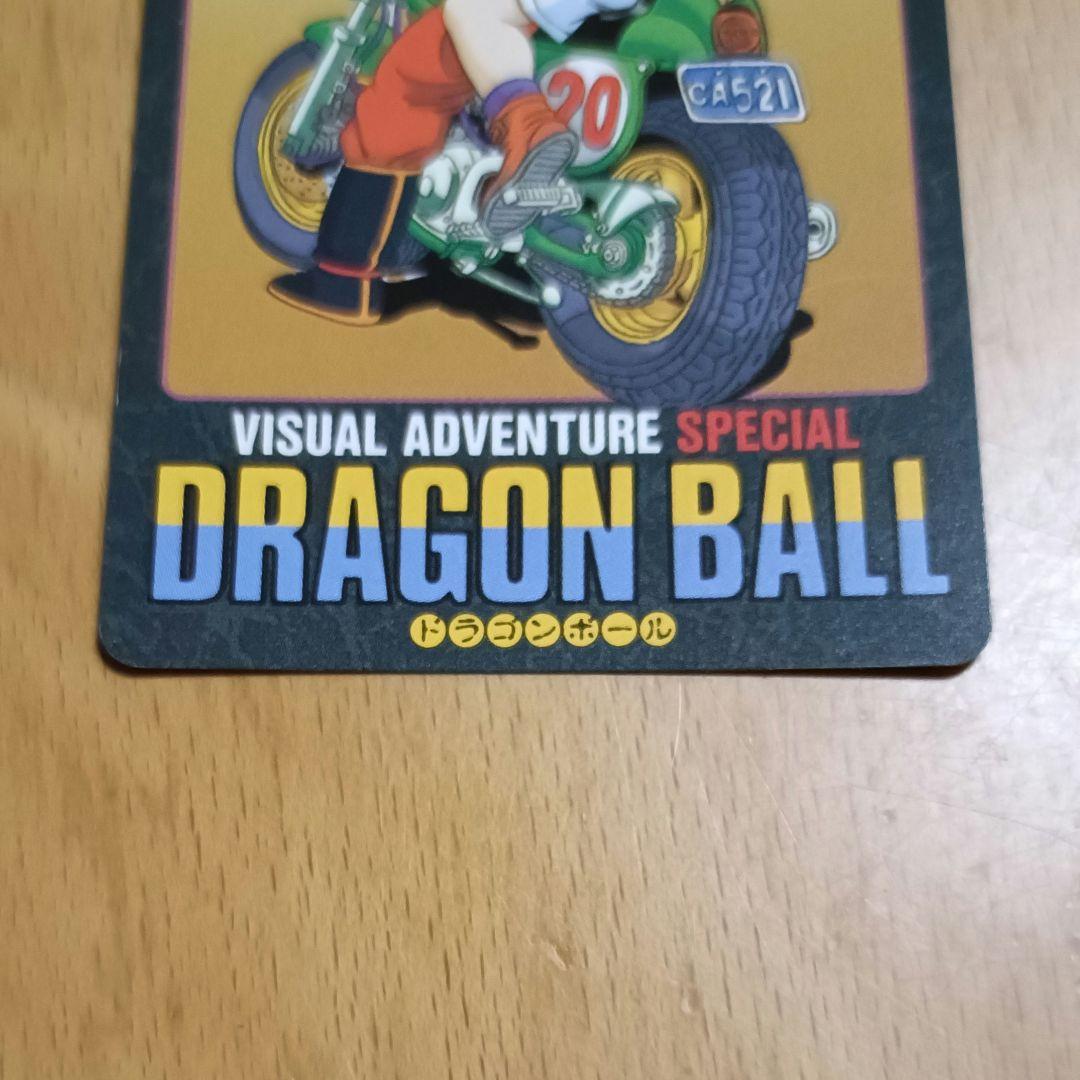 CA521
20
VISUAL ADVENTURE SPECIAL
DRAGON BALL
ドラゴンボール